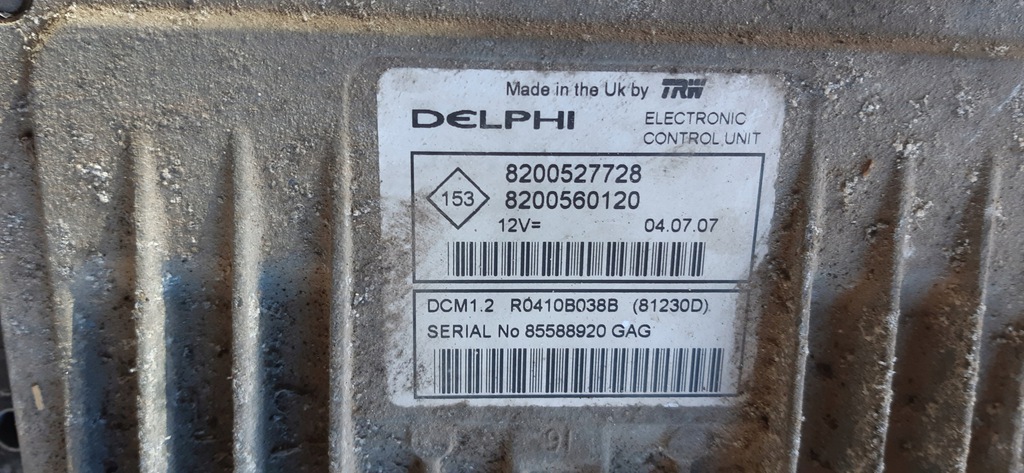 Made in the Uk by TRW
DELPHI
ELECTRONIC
CONTROL UNIT
153
8200527728
8200560120
12V=
04.07.07
DCM1.2 R0410B038B (81230D)
SERIAL No 85588920 GAG